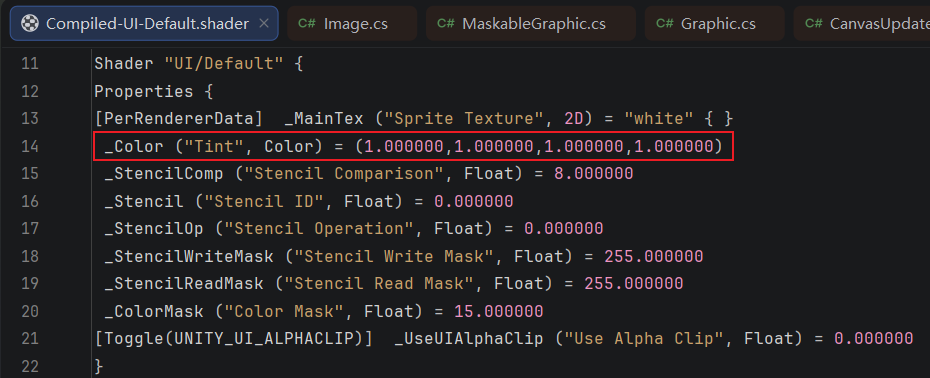 Compiled-UI-Default.shader × C# Image.cs C# MaskableGraphic.cs C# Graphic.cs C# CanvasUpdate
11 Shader "UI/Default" {
12 Properties {
13 [PerRendererData] _MainTex ("Sprite Texture", 2D) = "white" { }
14 _Color ("Tint", Color) = (1.000000,1.000000,1.000000,1.000000)
15 _StencilComp ("Stencil Comparison", Float) = 8.000000
16 _Stencil ("Stencil ID", Float) = 0.000000
17 _StencilOp ("Stencil Operation", Float) = 0.000000
18 _StencilWriteMask ("Stencil Write Mask", Float) = 255.000000
19 _StencilReadMask ("Stencil Read Mask", Float) = 255.000000
20 _ColorMask ("Color Mask", Float) = 15.000000
21 [Toggle(UNITY_UI_ALPHACLIP)] _UseUIAlphaClip ("Use Alpha Clip", Float) = 0.000000
22 }